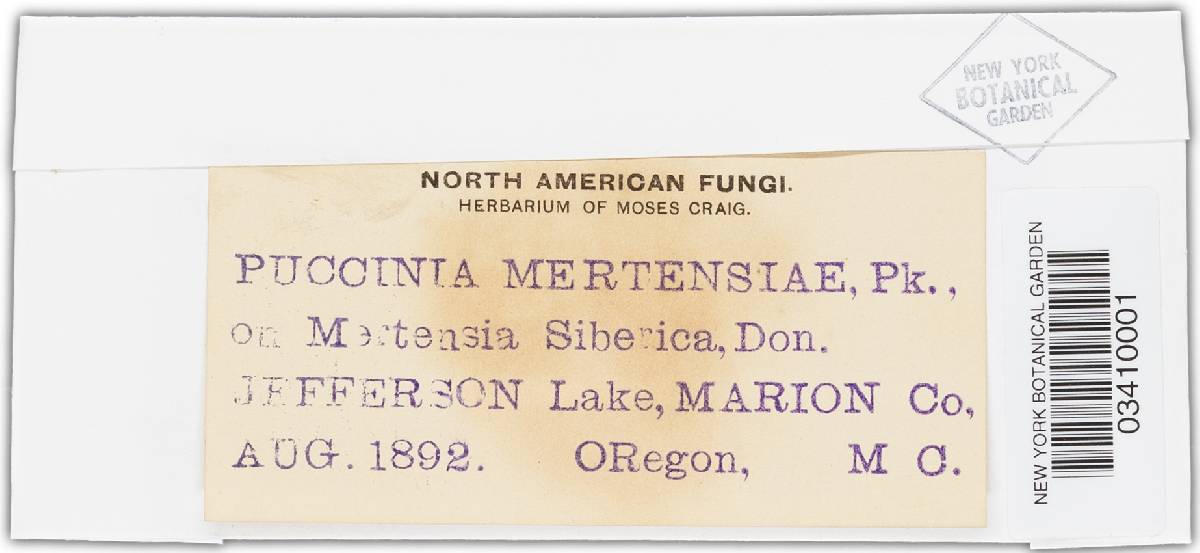 NEW YORK
BOTANICAL
GARDEN
NORTH AMERICAN FUNGI.
HERBARIUM OF MOSES CRAIG.
PUCCINIA MERTENSIAE, Pk.,
on Mertensia Siberica, Don.
JEFFERSON Lake, MARION Co,
AUG. 1892. ORegon, M C.
NEW YORK BOTANICAL GARDEN
03410001